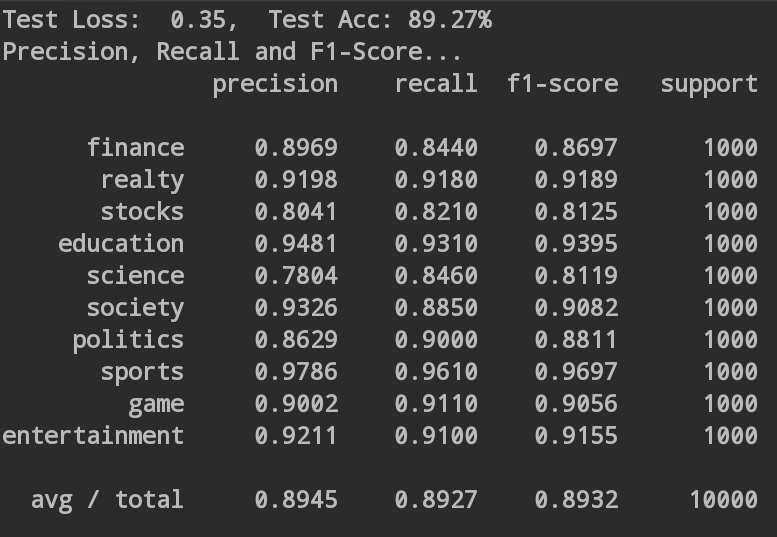 Test Loss:  0.35,  Test Acc: 89.27%
Precision, Recall and F1-Score...
               precision    recall  f1-score   support

      finance     0.8969    0.8440    0.8697      1000
       realty     0.9198    0.9180    0.9189      1000
       stocks     0.8041    0.8210    0.8125      1000
    education     0.9481    0.9310    0.9395      1000
      science     0.7804    0.8460    0.8119      1000
      society     0.9326    0.8850    0.9082      1000
     politics     0.8629    0.9000    0.8811      1000
       sports     0.9786    0.9610    0.9697      1000
         game     0.9002    0.9110    0.9056      1000
entertainment     0.9211    0.9100    0.9155      1000

  avg / total     0.8945    0.8927    0.8932     10000